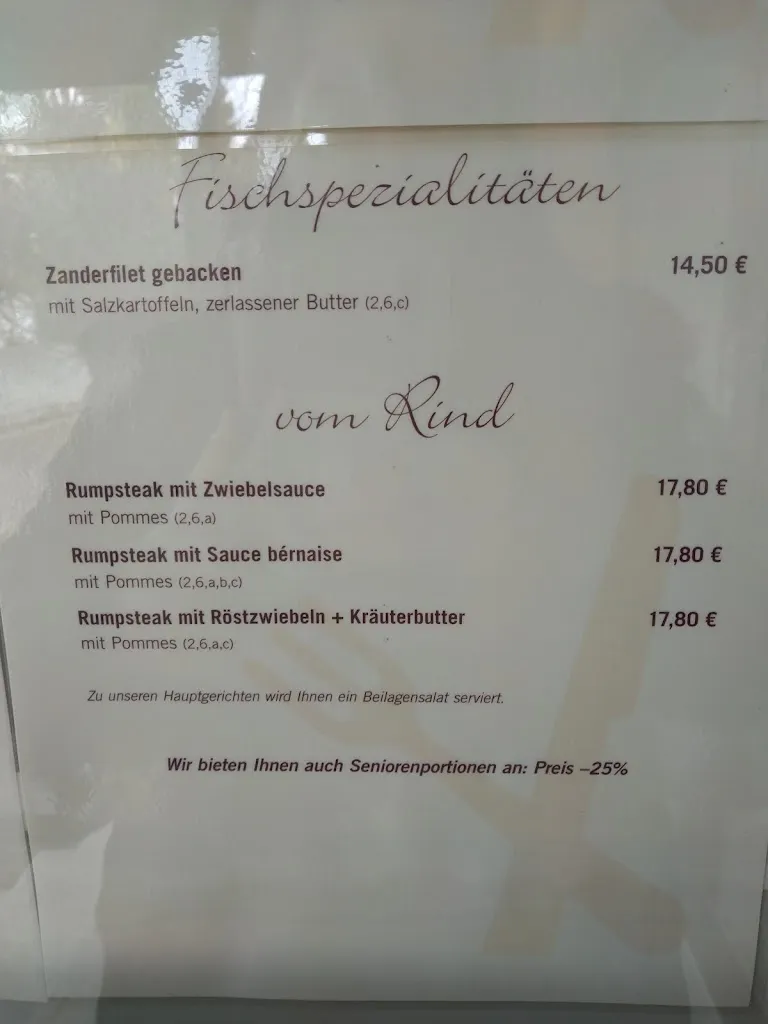 Fischspezialitäten
Zanderfilet gebacken 14,50 €
mit Salzkartoffeln, zerlassener Butter (2,6,c)
vom Rind
Rumpsteak mit Zwiebelsauce 17,80 €
mit Pommes (2,6,a)
Rumpsteak mit Sauce bérnaise 17,80 €
mit Pommes (2,6,a,b,c)
Rumpsteak mit Röstzwiebeln + Kräuterbutter 17,80 €
mit Pommes (2,6,a,c)
Zu unseren Hauptgerichten wird Ihnen ein Beilagensalat serviert.
Wir bieten Ihnen auch Seniorenportionen an: Preis –25%